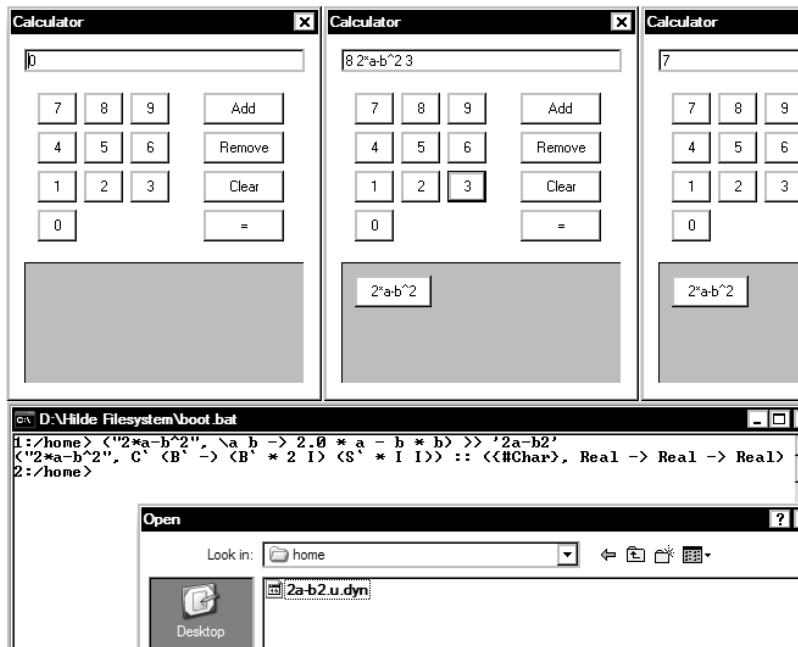 Calculator
0
7 8 9 Add
4 5 6 Remove
1 2 3 Clear
0 =
Calculator
8 2*a-b^2 3
7 8 9 Add
4 5 6 Remove
1 2 3 Clear
0 =
2*a-b^2
Calculator
7
7 8 9
4 5 6
1 2 3
0
2*a-b^2
D:\Hilde Filesystem\boot.bat
1:/home> ("2*a-b^2", \a b -> 2.0 * a - b * b) >> '2a-b2'
("2*a-b^2", C` (B` -) (B` * 2 I) (S` * I I)) :: ({#Char}, Real -> Real -> Real)
2:/home>
Open
Look in: home
2a-b2.u.dyn
Desktop